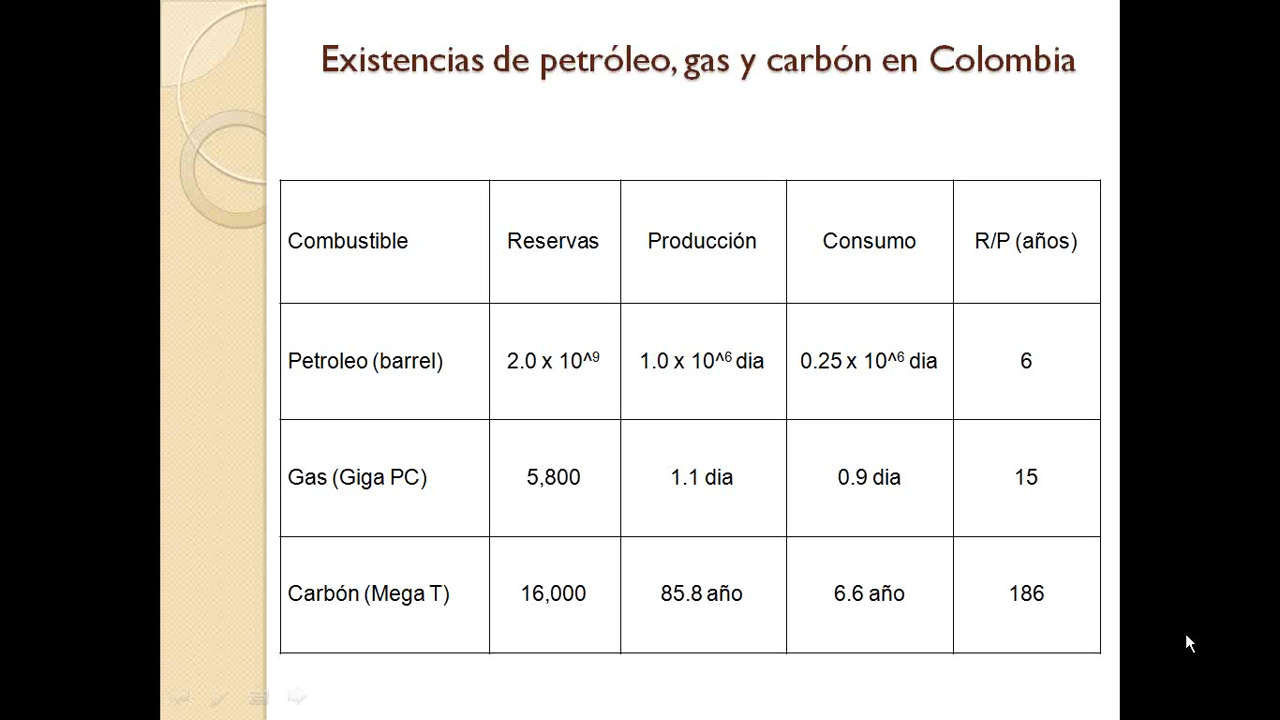 Existencias de petróleo, gas y carbón en Colombia
Combustible Reservas Producción Consumo R/P (años)
Petroleo (barrel) 2.0 x 10^⁹ 1.0 x 10^⁶ dia 0.25 x 10^⁶ dia 6
Gas (Giga PC) 5,800 1.1 dia 0.9 dia 15
Carbón (Mega T) 16,000 85.8 año 6.6 año 186